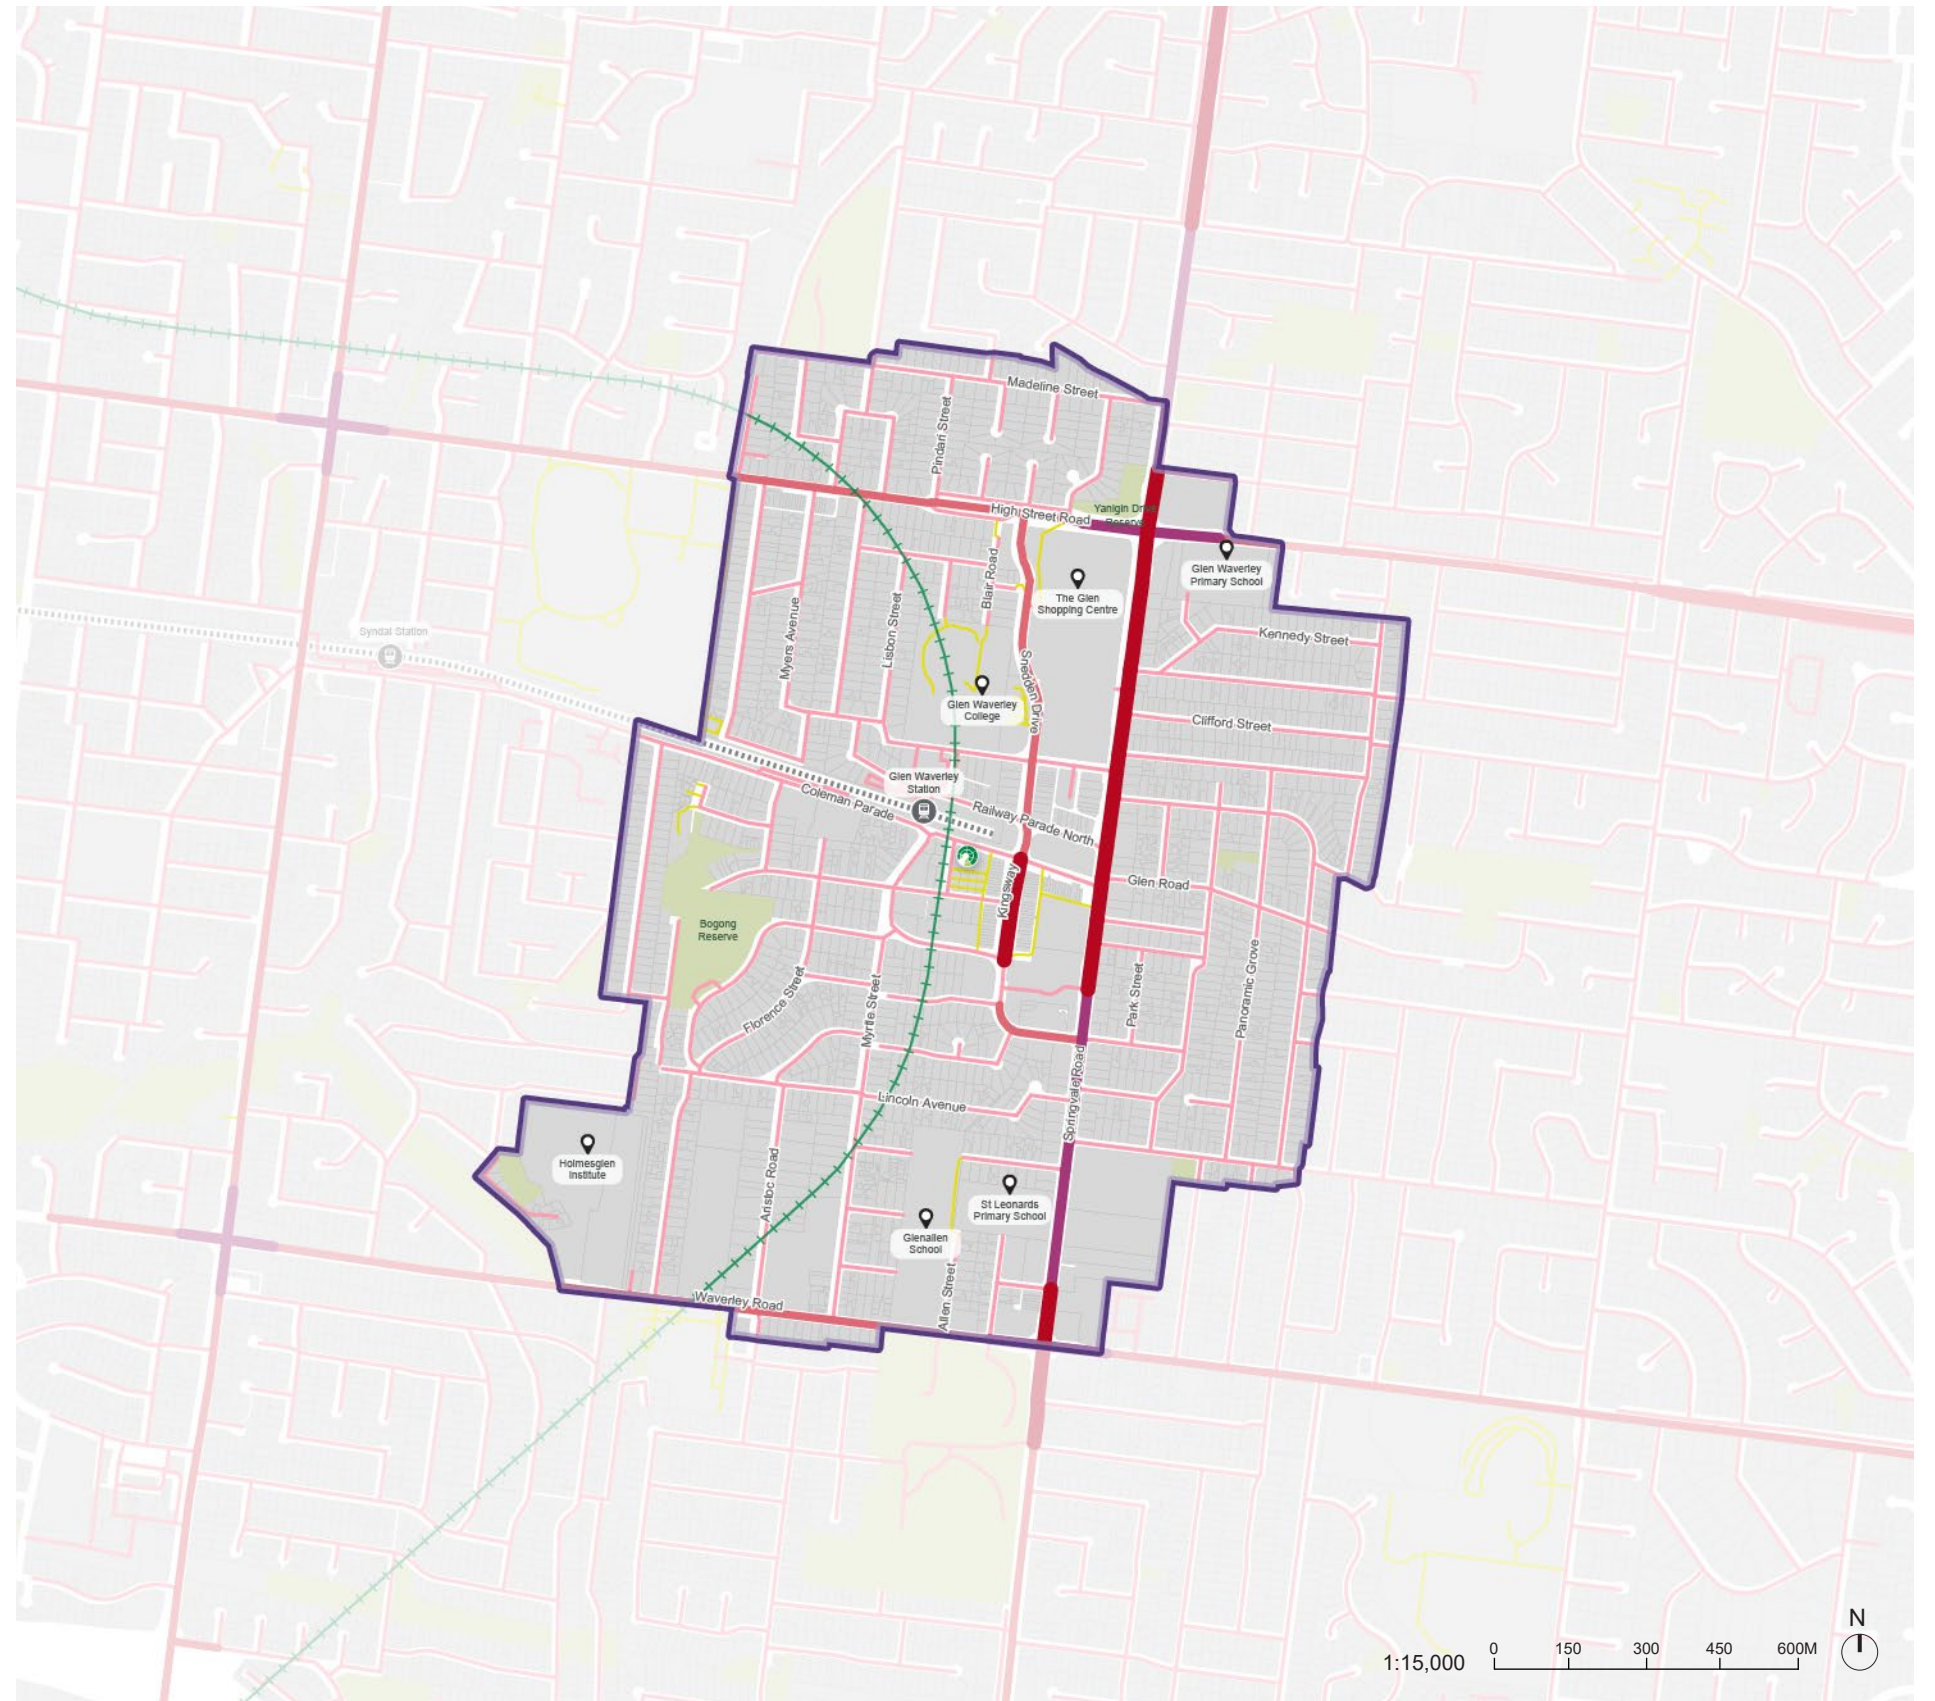 Madeline Street
Pindari Street
High Street Road
Yanigin Drive
Reserve
Glen Waverley
Primary School
The Glen
Shopping Centre
Blair Road
Lisbon Street
Myers Avenue
Kennedy Street
Syndal Station
Snedden Drive
Glen Waverley
College
Clifford Street
Glen Waverley
Station
Coleman Parade
Railway Parade North
Kingsway
Glen Road
Bogong
Reserve
Florence Street
Myrtle Street
Park Street
Panoramic Grove
Springvale Road
Lincoln Avenue
Holmesglen
Institute
Aristoc Road
St Leonards
Primary School
Glenallen
School
Allen Street
Waverley Road
1:15,000
0 150 300 450 600M
N